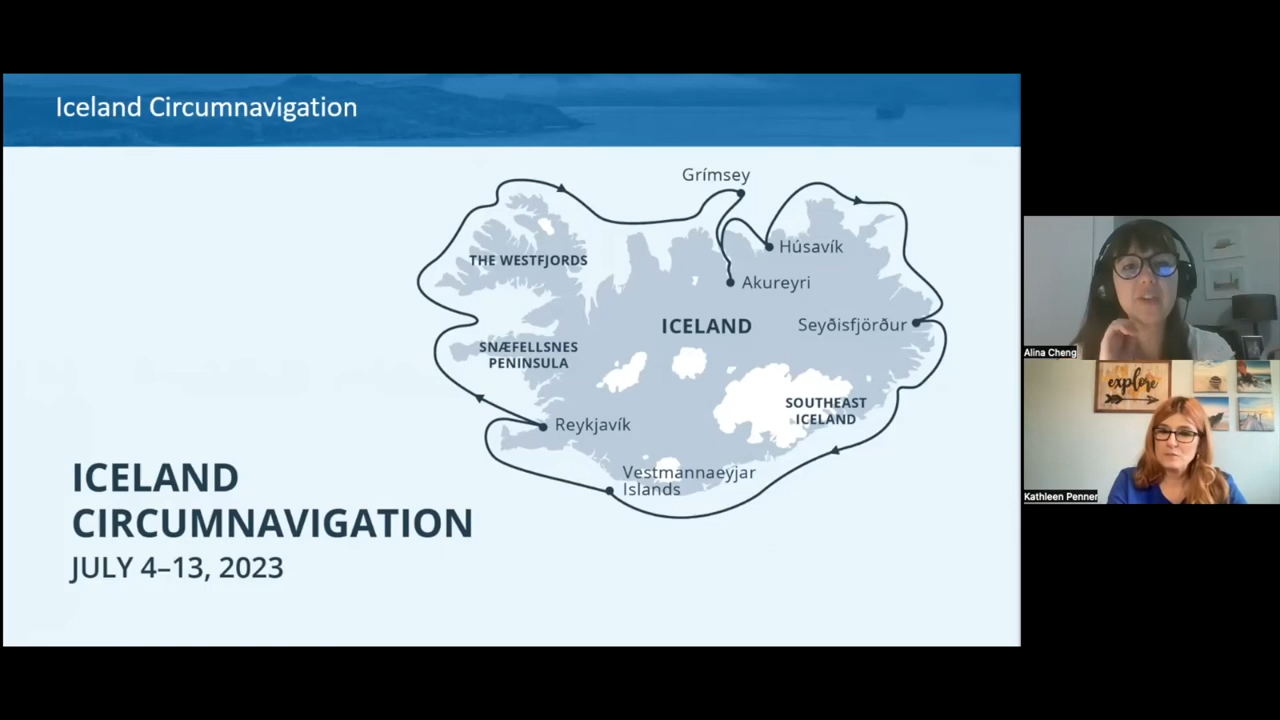 Iceland Circumnavigation
Grímsey
Húsavík
THE WESTFJORDS
Akureyri
ICELAND
Seyðisfjörður
SNÆFELLSNES
PENINSULA
SOUTHEAST
ICELAND
Reykjavík
Vestmannaeyjar
Islands
ICELAND
CIRCUMNAVIGATION
JULY 4–13, 2023
Alina Cheng
explore
Kathleen Penner